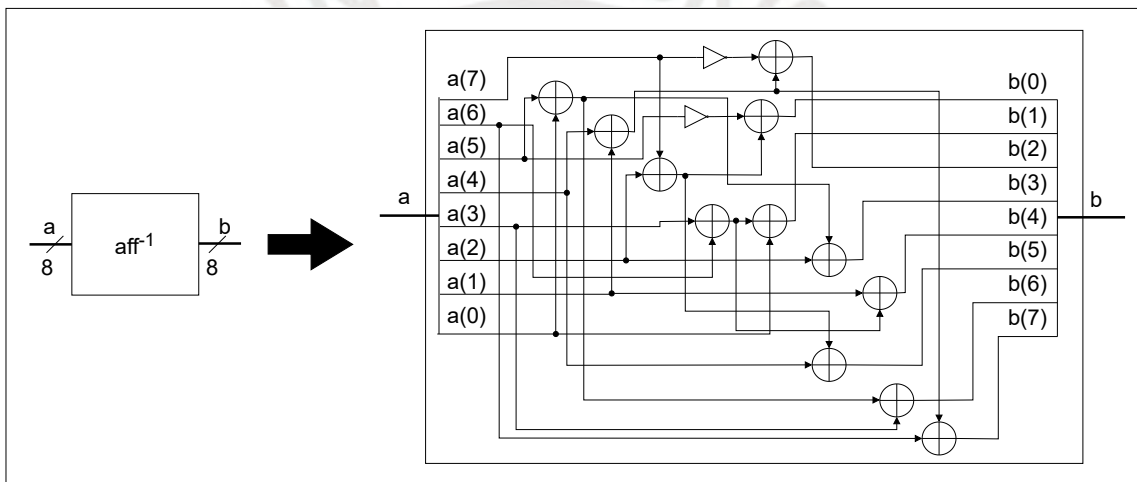 a
8
aff-1
b
8
a
a(7)
a(6)
a(5)
a(4)
a(3)
a(2)
a(1)
a(0)
b(0)
b(1)
b(2)
b(3)
b(4)
b(5)
b(6)
b(7)
b